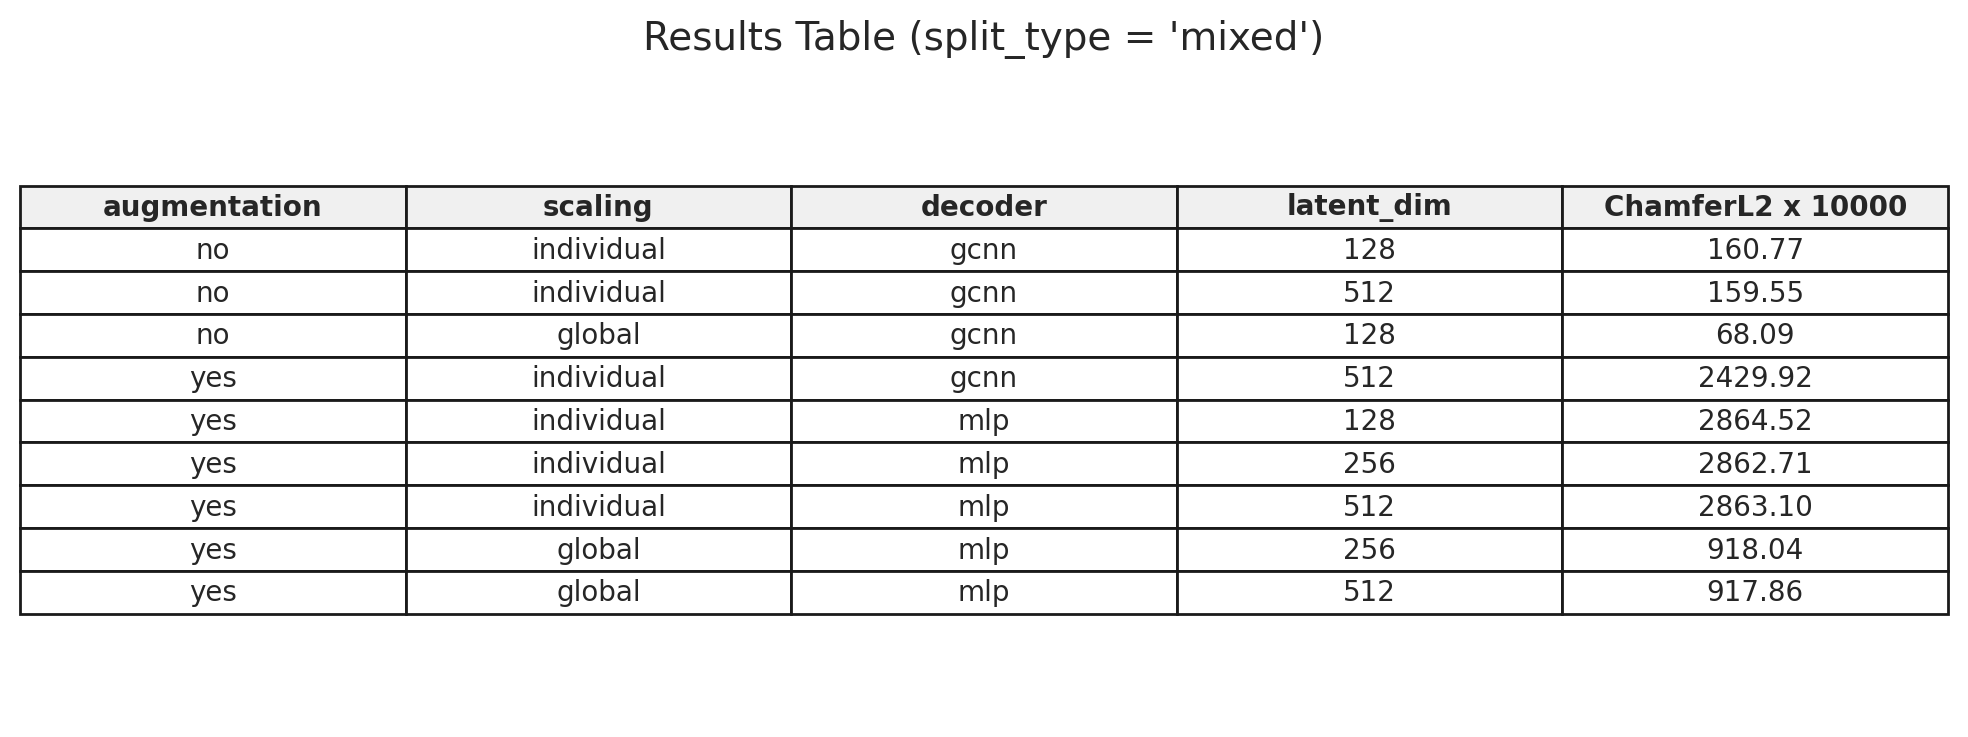 Results Table (split_type = 'mixed')
augmentation scaling decoder latent_dim ChamferL2 x 10000
no individual gcnn 128 160.77
no individual gcnn 512 159.55
no global gcnn 128 68.09
yes individual gcnn 512 2429.92
yes individual mlp 128 2864.52
yes individual mlp 256 2862.71
yes individual mlp 512 2863.10
yes global mlp 256 918.04
yes global mlp 512 917.86